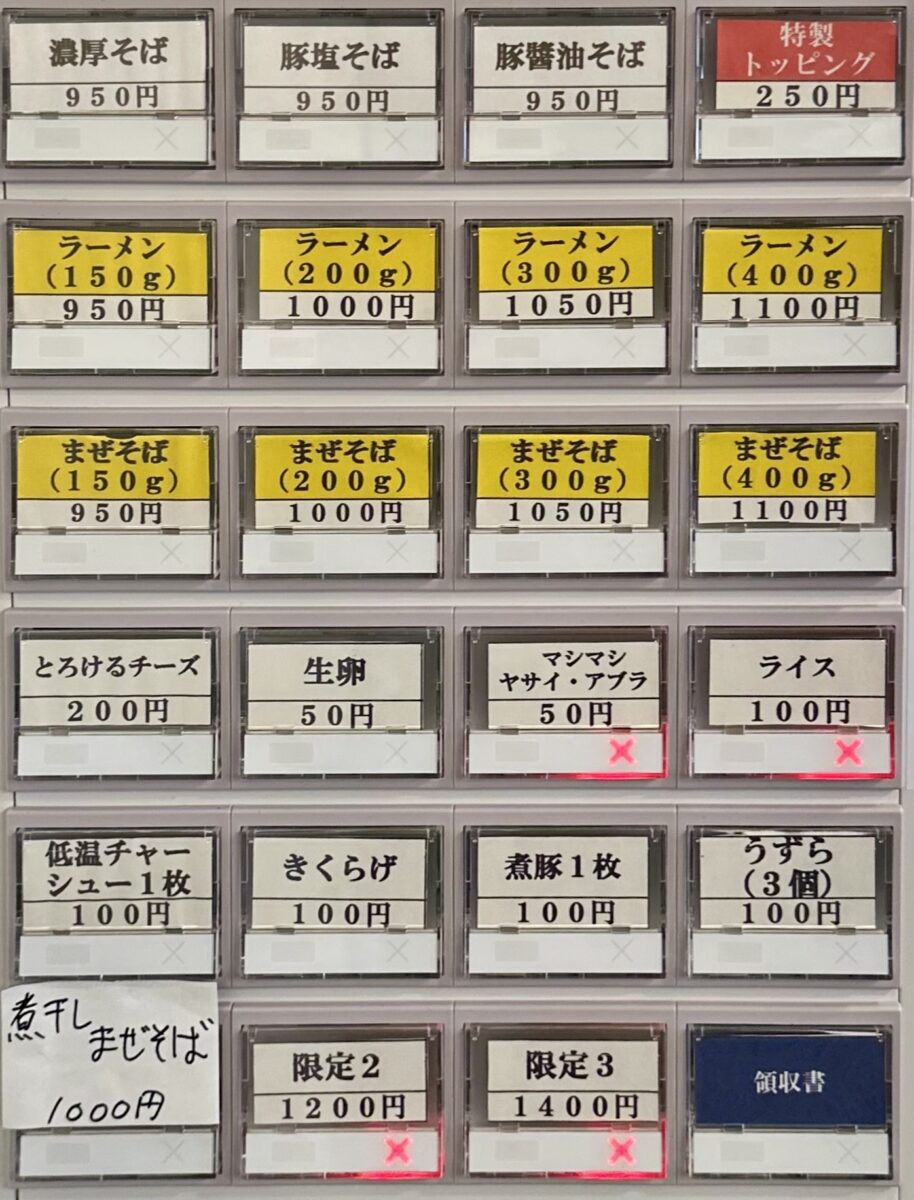 濃厚そば
950円
豚塩そば
950円
豚醬油そば
950円
特製
トッピング
250円
ラーメン
(150g)
950円
ラーメン
(200g)
1000円
ラーメン
(300g)
1050円
ラーメン
(400g)
1100円
まぜそば
(150g)
950円
まぜそば
(200g)
1000円
まぜそば
(300g)
1050円
まぜそば
(400g)
1100円
とろけるチーズ
200円
生卵
50円
マシマシ
ヤサイ・アブラ
50円
ライス
100円
低温チャー
シュー1枚
100円
きくらげ
100円
煮豚1枚
100円
うずら
(3個)
100円
煮干し
まぜそば
1000円
限定2
1200円
限定3
1400円
領収書